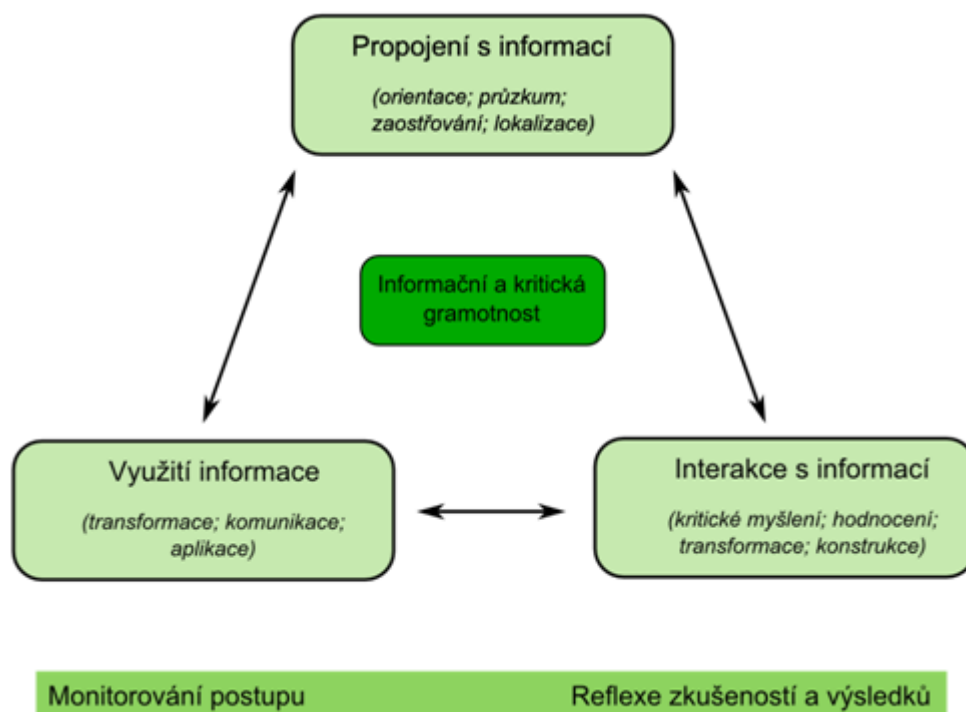 Propojení s informací
(orientace; průzkum;
zaostřování; lokalizace)
Informační a kritická
gramotnost
Využití informace
(transformace; komunikace;
aplikace)
Interakce s informací
(kritické myšlení; hodnocení;
transformace; konstrukce)
Monitorování postupu
Reflexe zkušeností a výsledků